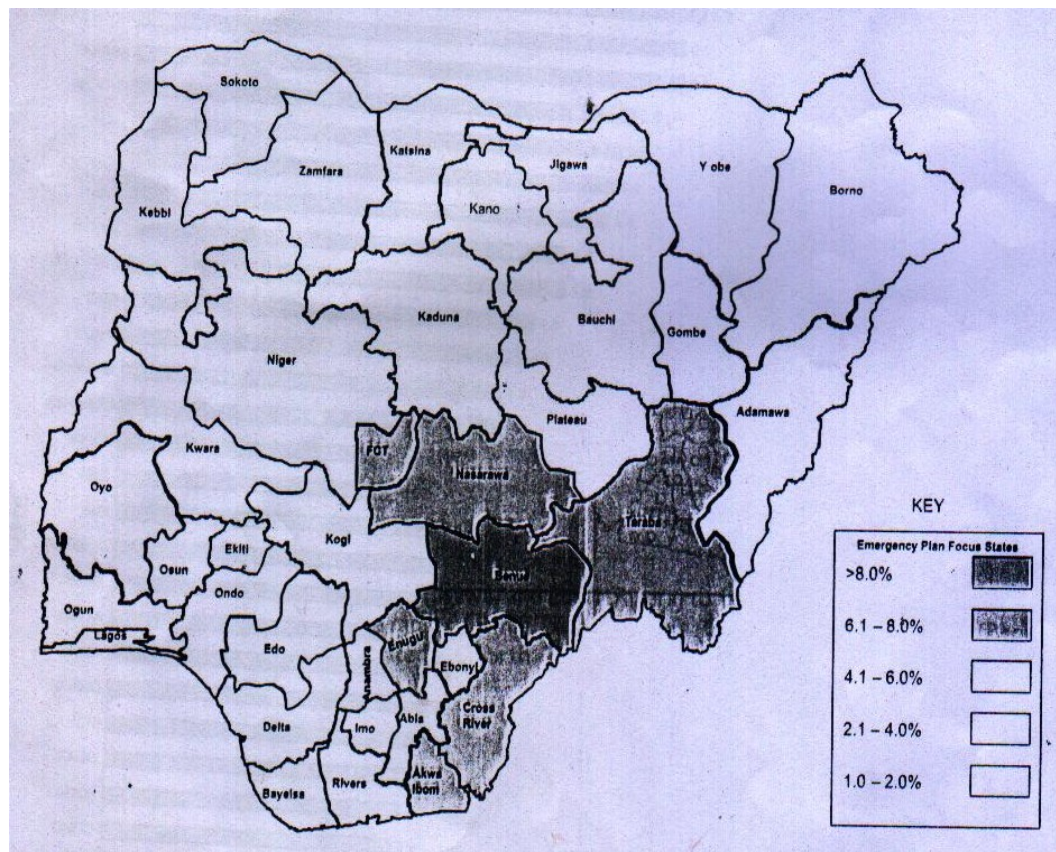 Sokoto
Katsina
Jigawa
Y obe
Zamfara
Borno
Kano
Kebbi
Kaduna
Bauchi
Gombe
Niger
Adamawa
Plateau
Kwara
FCT
Nasarawa
Oyo
KEY
Taraba
Kogi
Emergency Plan Focus States
Ekiti
>8.0%
Osun
Benue
Ondo
Ogun
6.1 – 8.0%
Lagos
Edo
Enugu
Anambra
Ebonyi
4.1 – 6.0%
Cross
River
Abia
Delta
Imo
2.1 – 4.0%
Akwa
Ibom
Rivers
Bayelsa
1.0 – 2.0%